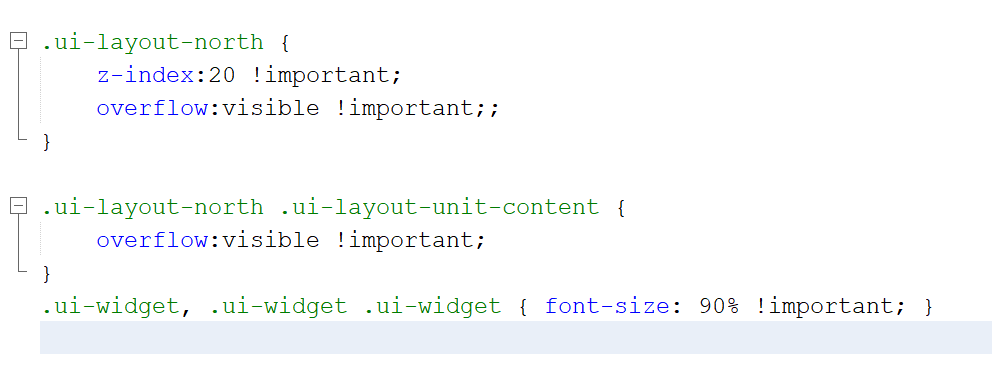 .ui-layout-north {
    z-index:20 !important;
    overflow:visible !important;;
}
.ui-layout-north .ui-layout-unit-content {
    overflow:visible !important;
}
.ui-widget, .ui-widget .ui-widget { font-size: 90% !important; }